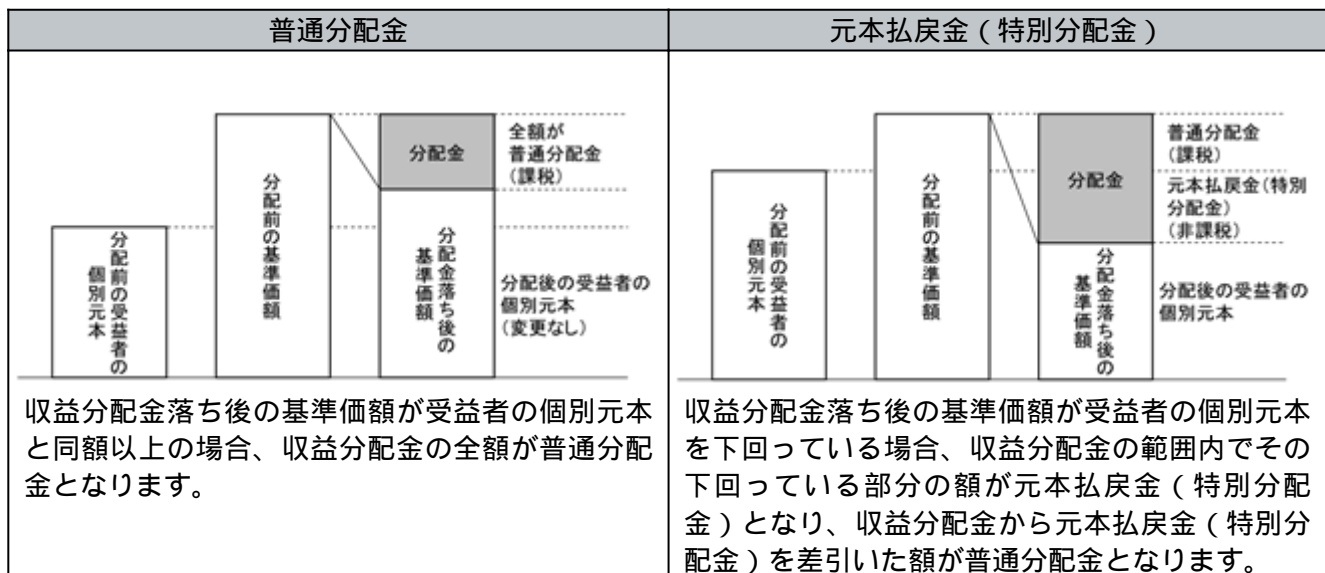 普通分配金
分配前の受益者の
個別元本
分配前の基準価額
分配金
分配金落ち後の
基準価額
全額が
普通分配金
(課税)
分配後の受益者の
個別元本
(変更なし)
収益分配金落ち後の基準価額が受益者の個別元本
と同額以上の場合、収益分配金の全額が普通分配
金となります。
元本払戻金（特別分配金）
分配前の受益者の
個別元本
分配前の基準価額
分配金
分配金落ち後の
基準価額
普通分配金
(課税)
元本払戻金(特別
分配金)
(非課税)
分配後の受益者の
個別元本
収益分配金落ち後の基準価額が受益者の個別元本
を下回っている場合、収益分配金の範囲内でその
下回っている部分の額が元本払戻金（特別分配
金）となり、収益分配金から元本払戻金（特別分
配金）を差引いた額が普通分配金となります。